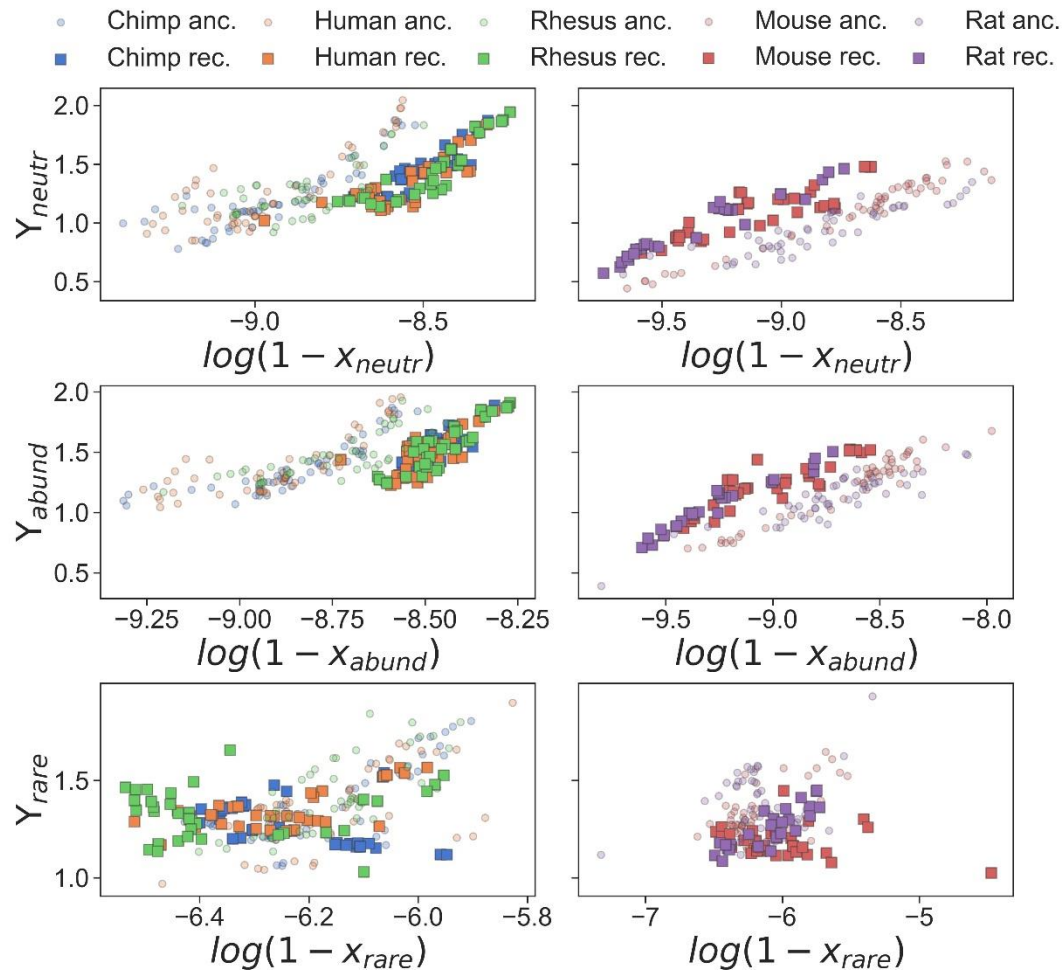 Chimp anc. Human anc. Rhesus anc. Mouse anc. Rat anc.
Chimp rec. Human rec. Rhesus rec. Mouse rec. Rat rec.
Y_neutr
2.0
1.5
1.0
0.5
−9.0 −8.5
log(1 − x_neutr)
−9.5 −9.0 −8.5
log(1 − x_neutr)
Y_abund
2.0
1.5
1.0
0.5
−9.25 −9.00 −8.75 −8.50 −8.25
log(1 − x_abund)
−9.5 −9.0 −8.5 −8.0
log(1 − x_abund)
Y_rare
1.5
1.0
−6.4 −6.2 −6.0 −5.8
log(1 − x_rare)
−7 −6 −5
log(1 − x_rare)